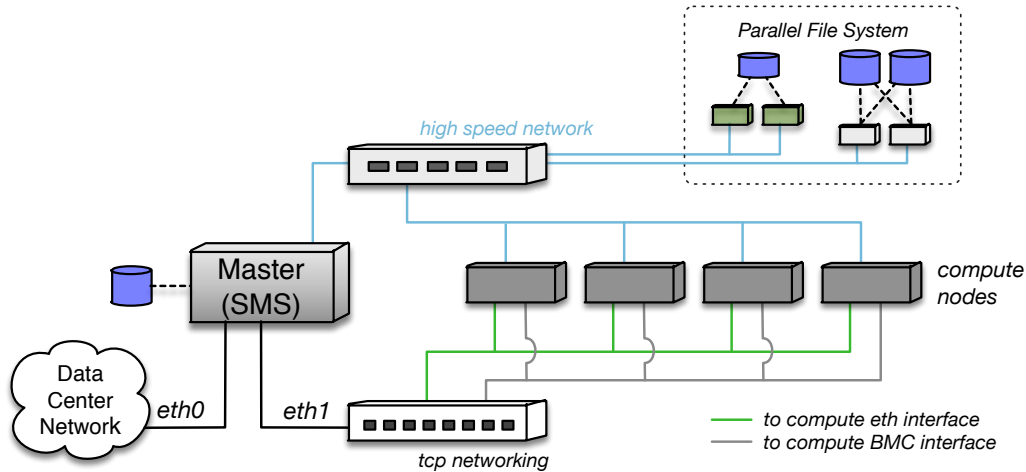 Parallel File System
high speed network
Master
(SMS)
compute
nodes
Data
Center
Network
eth0
eth1
tcp networking
to compute eth interface
to compute BMC interface